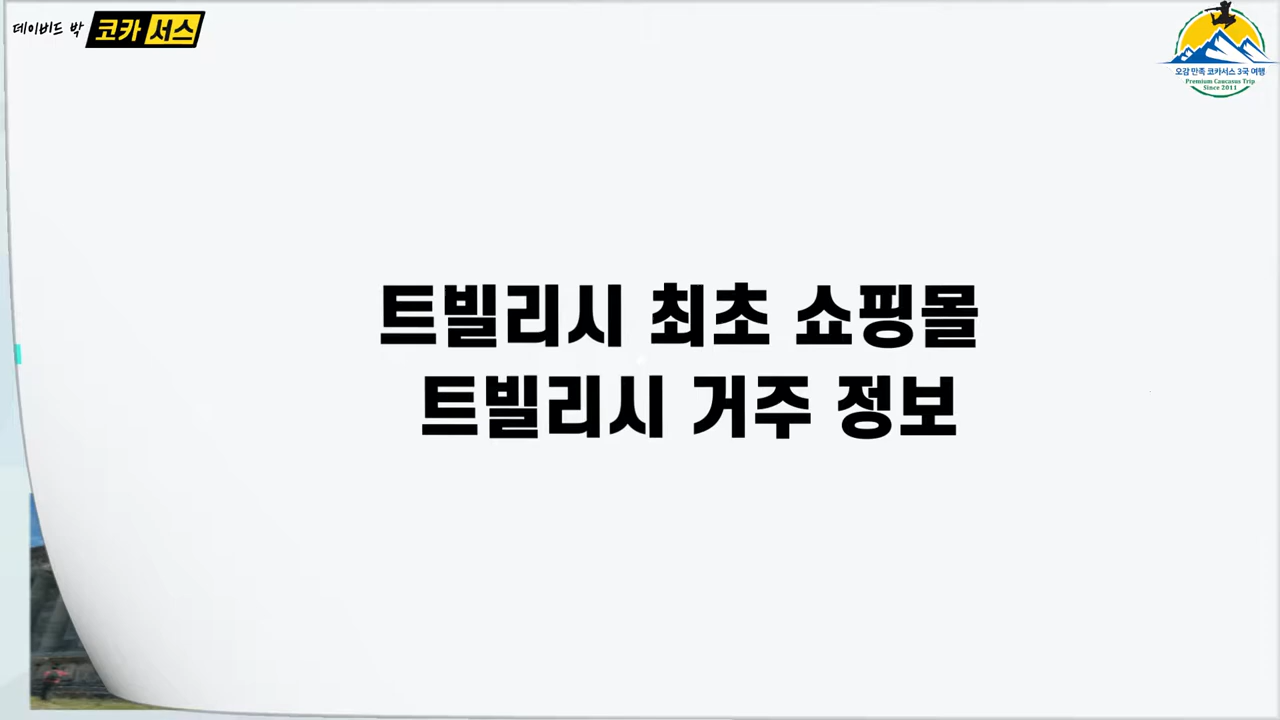 데이비드 박 코카서스
오감 만족 코카서스 3국 여행
Premium Caucasus Trip
Since 2011
트빌리시 최초 쇼핑몰
트빌리시 거주 정보